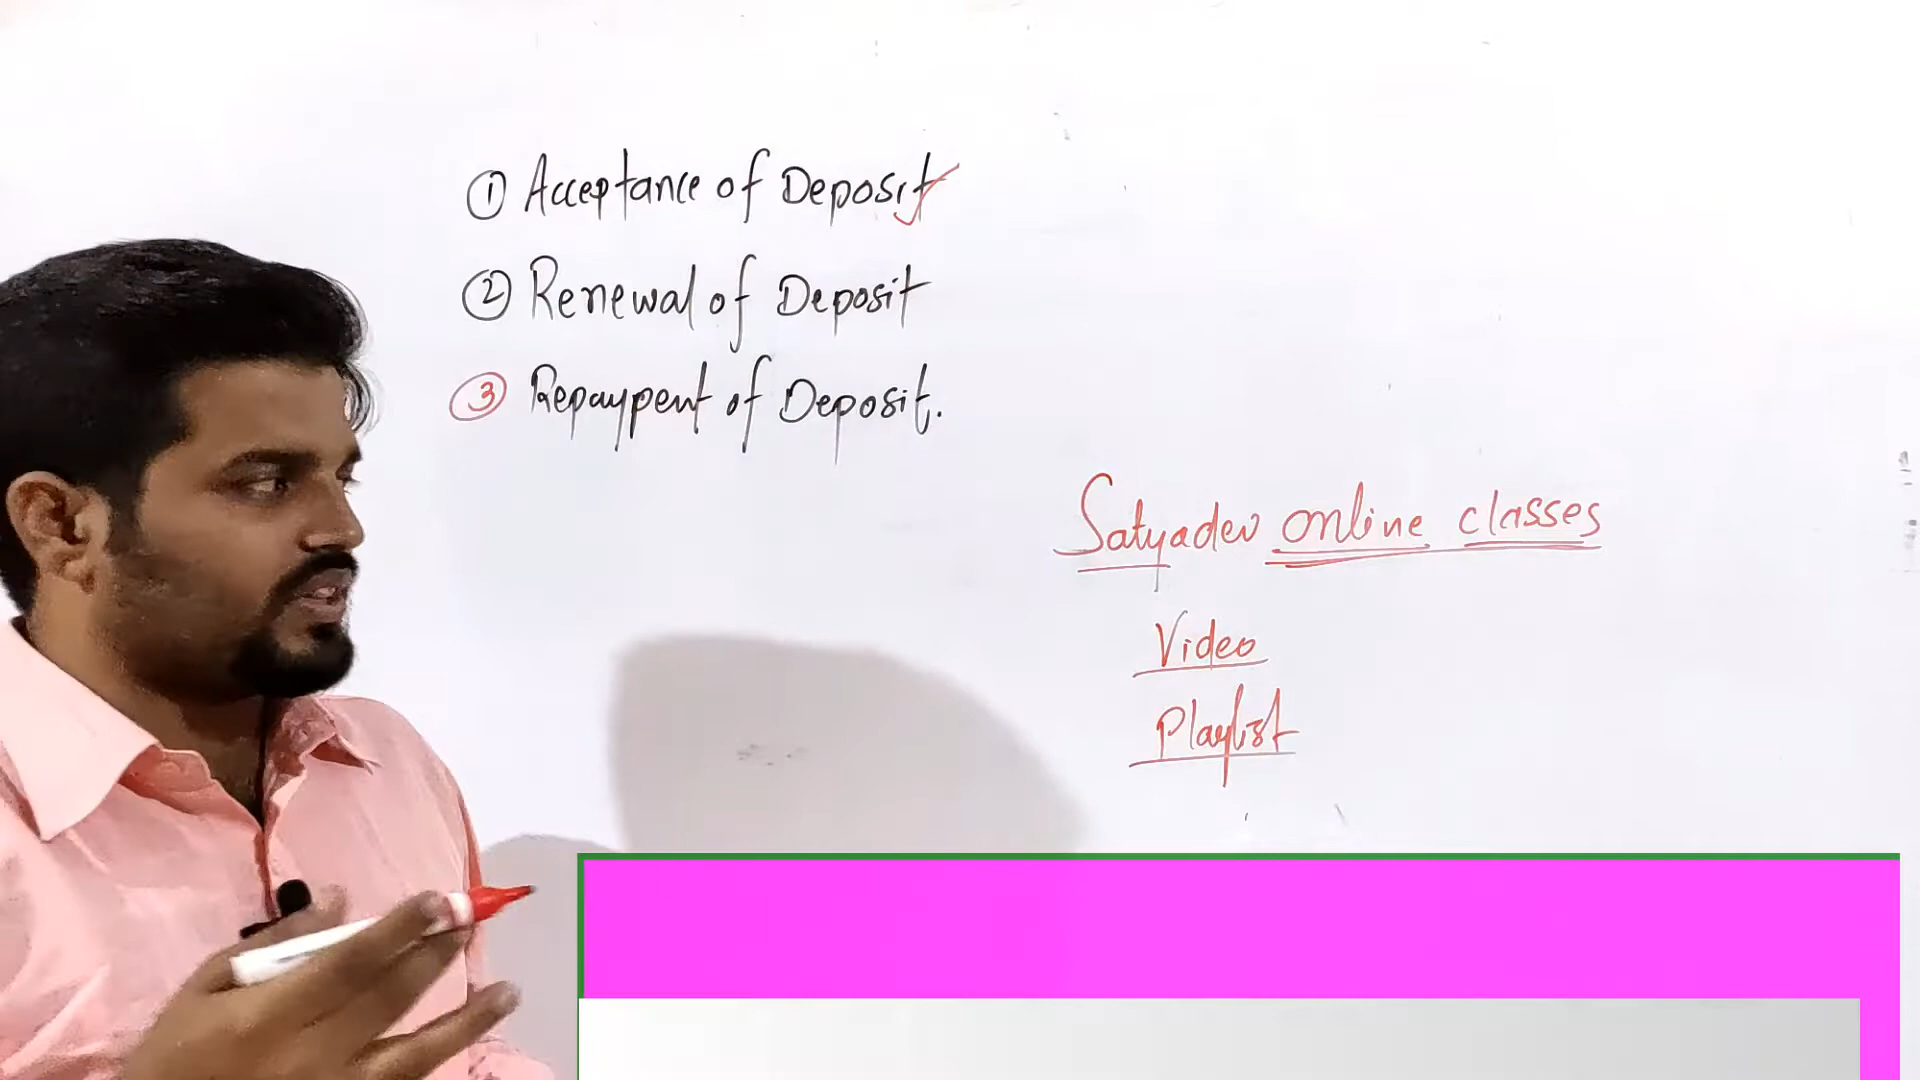 ① Acceptance of Deposit
② Renewal of Deposit
③ Repaypent of Deposit.
Satyadev online classes
Video
Playlist